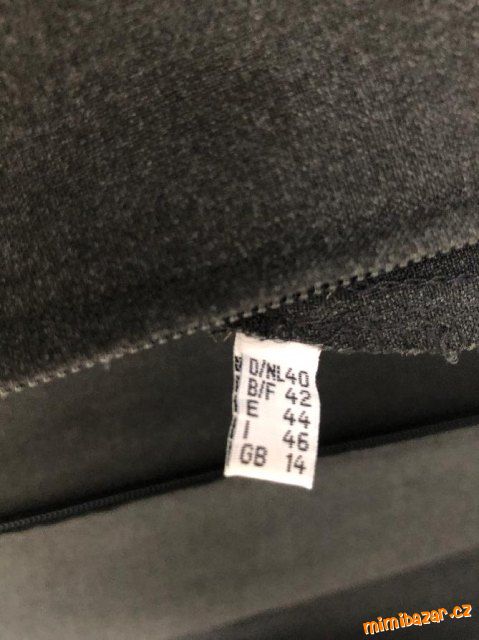 D/NL40
B/F 42
E 44
I 46
GB 14
mimibazar.cz